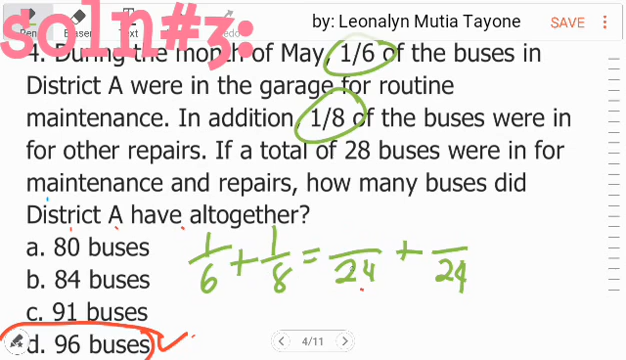 soln#3:
by: Leonalyn Mutia Tayone
SAVE
Eraser
Text
Redo
4. During the month of May, 1/6 of the buses in
District A were in the garage for routine
maintenance. In addition, 1/8 of the buses were in
for other repairs. If a total of 28 buses were in for
maintenance and repairs, how many buses did
District A have altogether?
a. 80 buses
b. 84 buses
c. 91 buses
d. 96 buses
1/6 + 1/8 = /24 + /24
4/11